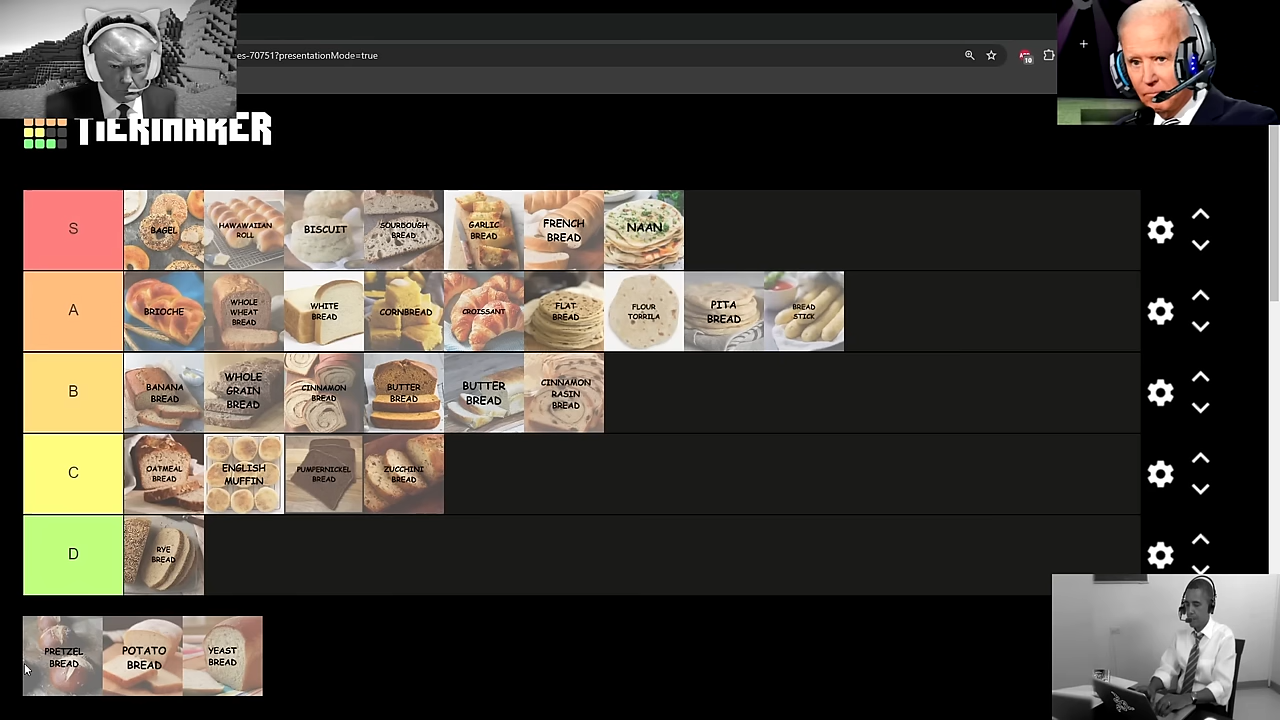 es-70751?presentationMode=true
10
TiERMAKER
S
BAGEL
HAWAWAIIAN
ROLL
BISCUIT
SOURDOUGH
BREAD
GARLIC
BREAD
FRENCH
BREAD
NAAN
A
BRIOCHE
WHOLE
WHEAT
BREAD
WHITE
BREAD
CORNBREAD
CROISSANT
FLAT
BREAD
FLOUR
TORRILA
PITA
BREAD
BREAD
STICK
B
BANANA
BREAD
WHOLE
GRAIN
BREAD
CINNAMON
BREAD
BUTTER
BREAD
BUTTER
BREAD
CINNAMON
RASIN
BREAD
C
OATMEAL
BREAD
ENGLISH
MUFFIN
PUMPERNICKEL
BREAD
ZUCCHINI
BREAD
D
RYE
BREAD
PRETZEL
BREAD
POTATO
BREAD
YEAST
BREAD